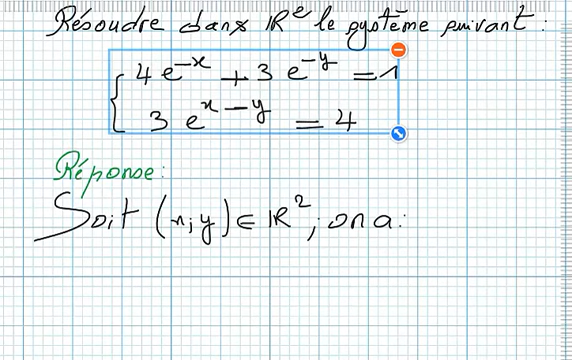 Résoudre dans ℝ² le système suivant :
{ 4e^{-x} + 3e^{-y} = 1
3e^{x-y} = 4
Réponse:
Soit (x;y) ∈ ℝ², on a: